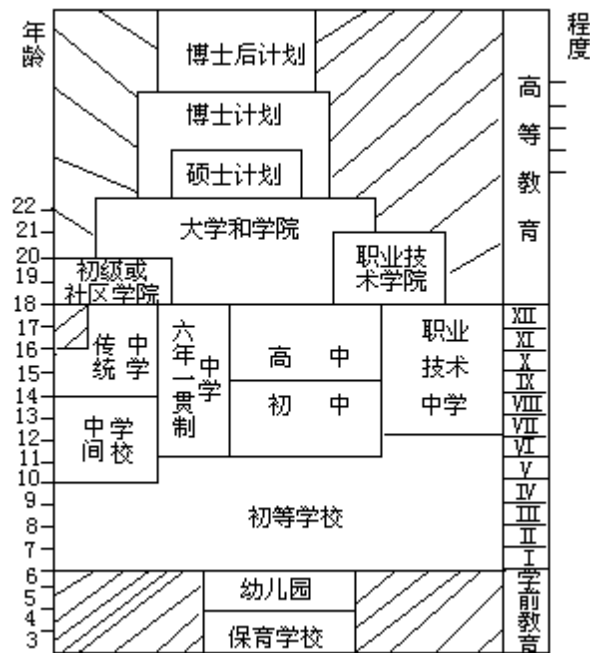 年龄
程度
博士后计划
博士计划
硕士计划
大学和学院
职业技
术学院
初级或
社区学院
传统中学
六年一贯制中学
高中
初中
职业
技术
中学
中间学校
初等学校
幼儿园
保育学校
高等教育
学前教育
22
21
20
19
18
17
16
15
14
13
12
11
10
9
8
7
6
5
4
3
XII
XI
X
IX
VIII
VII
VI
V
IV
III
II
I